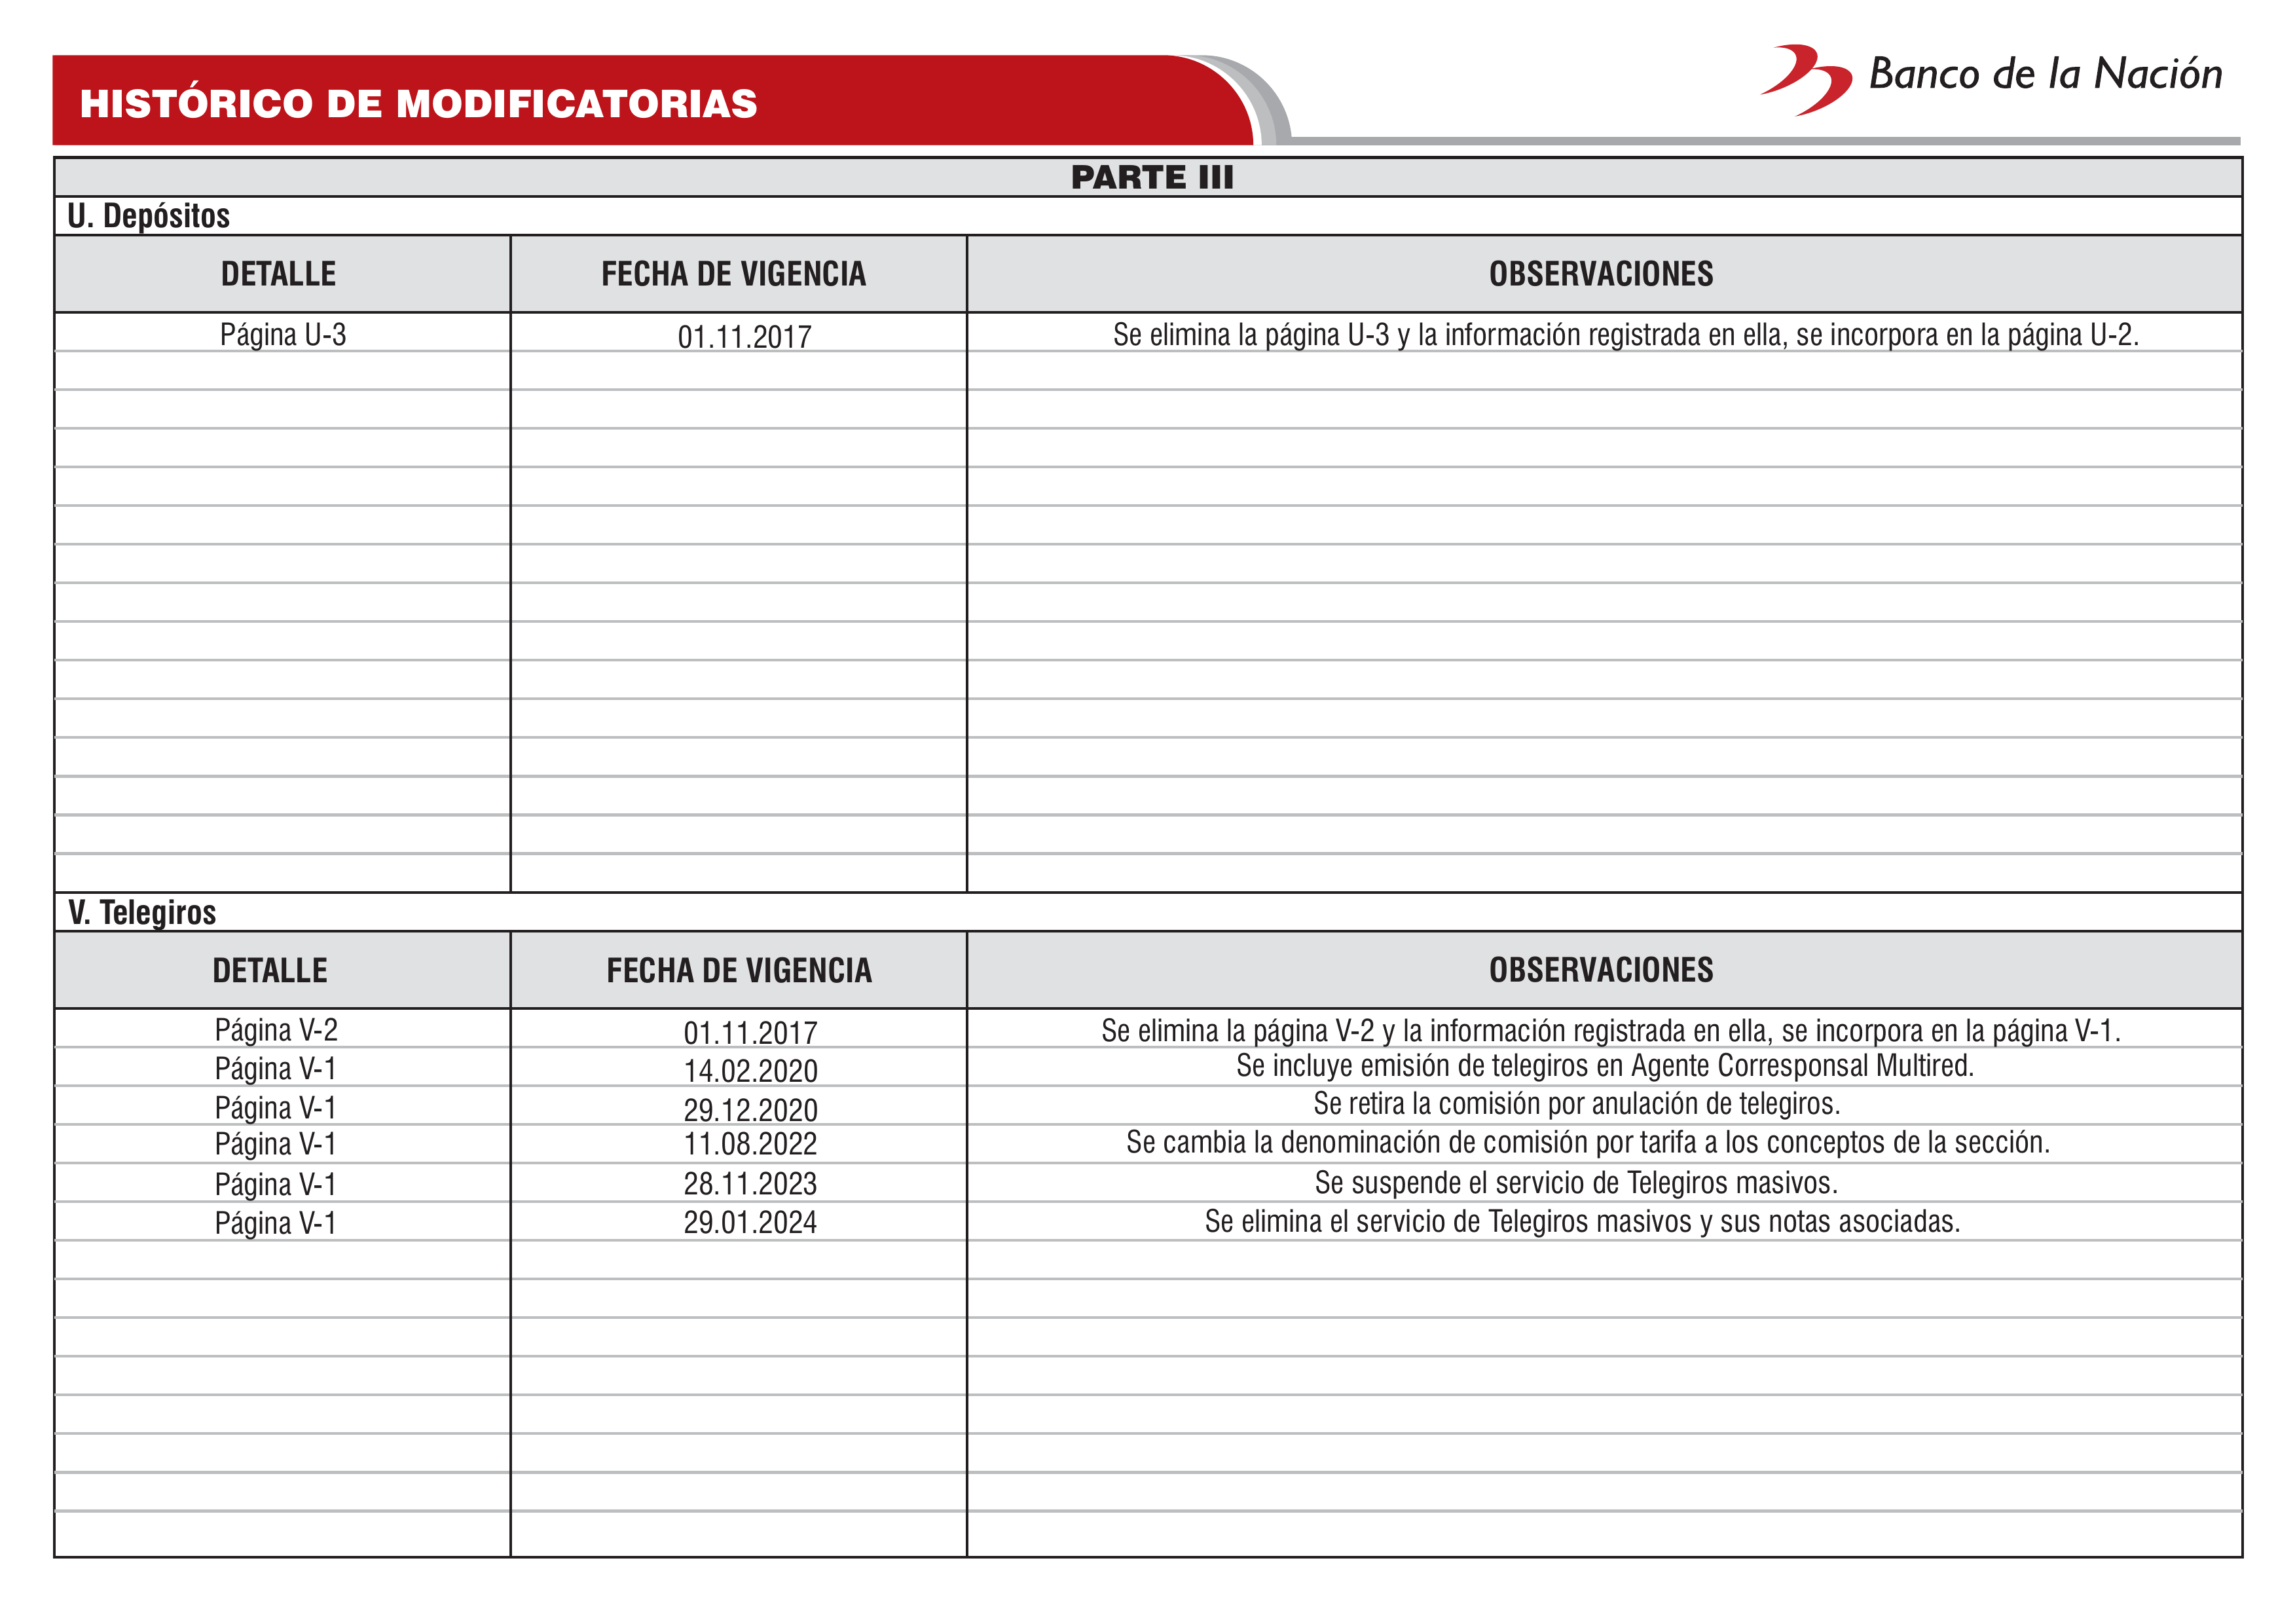 HISTÓRICO DE MODIFICATORIAS
Banco de la Nación
PARTE III
U. Depósitos
DETALLE FECHA DE VIGENCIA OBSERVACIONES
Página U-3 01.11.2017 Se elimina la página U-3 y la información registrada en ella, se incorpora en la página U-2.
V. Telegiros
DETALLE FECHA DE VIGENCIA OBSERVACIONES
Página V-2 01.11.2017 Se elimina la página V-2 y la información registrada en ella, se incorpora en la página V-1.
Página V-1 14.02.2020 Se incluye emisión de telegiros en Agente Corresponsal Multired.
Página V-1 29.12.2020 Se retira la comisión por anulación de telegiros.
Página V-1 11.08.2022 Se cambia la denominación de comisión por tarifa a los conceptos de la sección.
Página V-1 28.11.2023 Se suspende el servicio de Telegiros masivos.
Página V-1 29.01.2024 Se elimina el servicio de Telegiros masivos y sus notas asociadas.